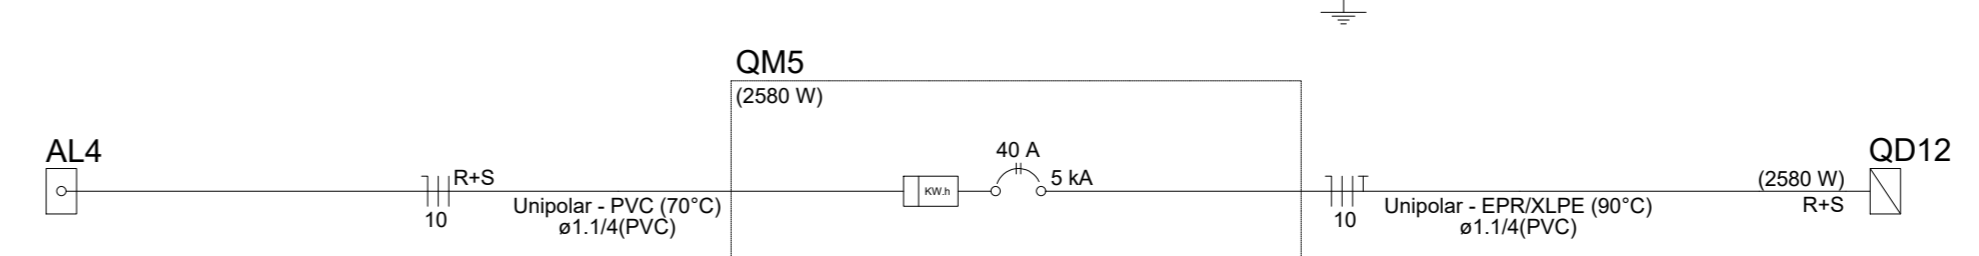 QM5
(2580 W)
AL4
R+S
10
Unipolar - PVC (70°C)
ø1.1/4(PVC)
KW.h
40 A
5 kA
10
Unipolar - EPR/XLPE (90°C)
ø1.1/4(PVC)
(2580 W)
R+S
QD12